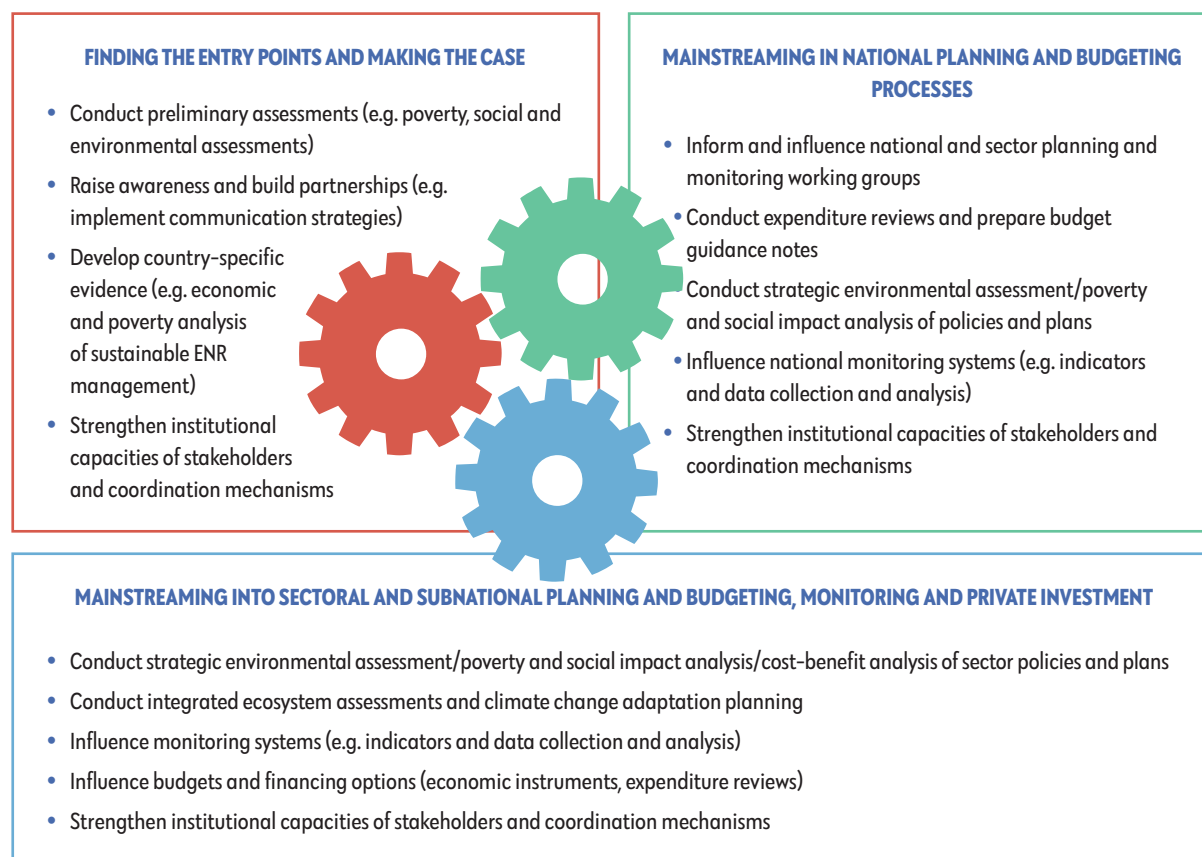 FINDING THE ENTRY POINTS AND MAKING THE CASE
• Conduct preliminary assessments (e.g. poverty, social and
environmental assessments)
• Raise awareness and build partnerships (e.g.
implement communication strategies)
• Develop country-specific
evidence (e.g. economic
and poverty analysis
of sustainable ENR
management)
• Strengthen institutional
capacities of stakeholders
and coordination mechanisms
MAINSTREAMING IN NATIONAL PLANNING AND BUDGETING
PROCESSES
• Inform and influence national and sector planning and
monitoring working groups
• Conduct expenditure reviews and prepare budget
guidance notes
• Conduct strategic environmental assessment/poverty
and social impact analysis of policies and plans
• Influence national monitoring systems (e.g. indicators
and data collection and analysis)
• Strengthen institutional capacities of stakeholders and
coordination mechanisms
MAINSTREAMING INTO SECTORAL AND SUBNATIONAL PLANNING AND BUDGETING, MONITORING AND PRIVATE INVESTMENT
• Conduct strategic environmental assessment/poverty and social impact analysis/cost-benefit analysis of sector policies and plans
• Conduct integrated ecosystem assessments and climate change adaptation planning
• Influence monitoring systems (e.g. indicators and data collection and analysis)
• Influence budgets and financing options (economic instruments, expenditure reviews)
• Strengthen institutional capacities of stakeholders and coordination mechanisms